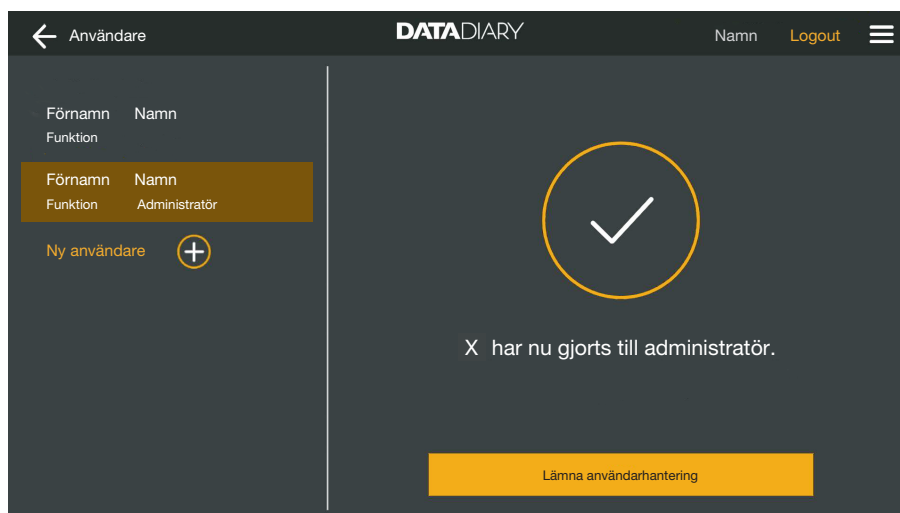 Användare
DATADIARY
Namn Logout
Förnamn Namn
Funktion
Förnamn Namn
Funktion Administratör
Ny användare
X har nu gjorts till administratör.
Lämna användarhantering